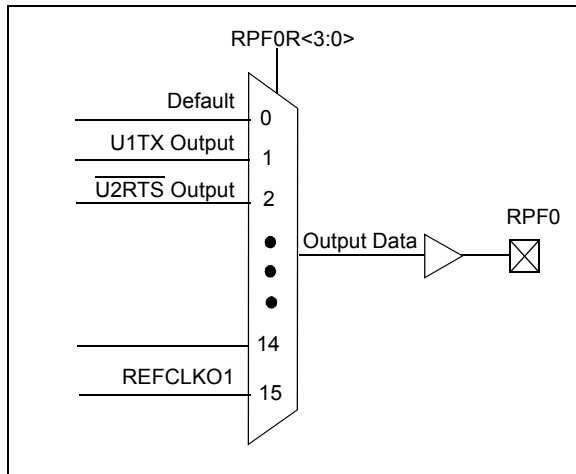 RPF0R<3:0>
Default
0
U1TX Output
1
U2RTS Output
2
Output Data
RPF0
14
REFCLKO1
15